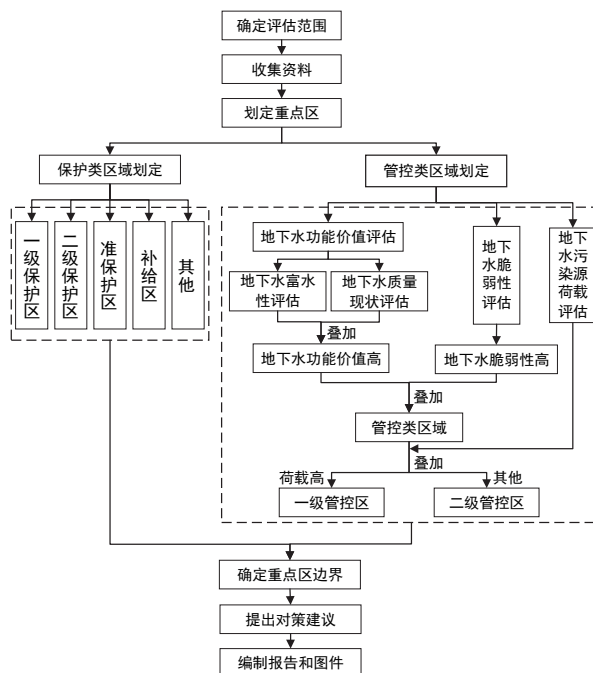 确定评估范围
收集资料
划定重点区
保护类区域划定
管控类区域划定
一级保护区
二级保护区
准保护区
补给区
其他
地下水功能价值评估
地下水富水
性评估
地下水质量
现状评估
叠加
地下水功能价值高
地下
水脆
弱性
评估
地下水脆弱性高
地下
水污
染源
荷载
评估
叠加
管控类区域
叠加
荷载高
其他
一级管控区
二级管控区
确定重点区边界
提出对策建议
编制报告和图件